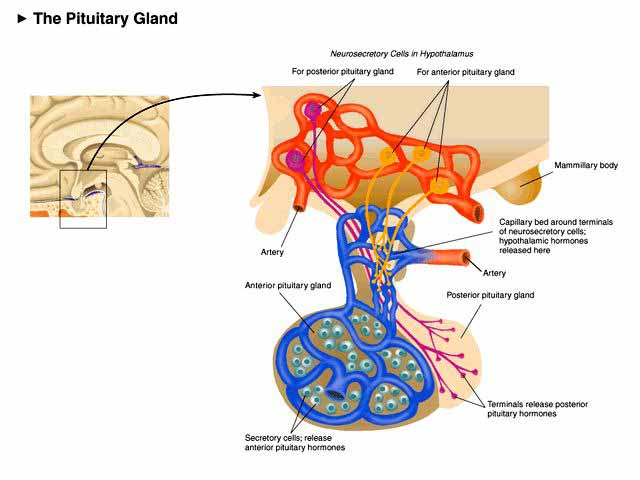 ► The Pituitary Gland
Neurosecretory Cells in Hypothalamus
For posterior pituitary gland
For anterior pituitary gland
Mammillary body
Capillary bed around terminals
of neurosecretory cells;
hypothalamic hormones
released here
Artery
Artery
Anterior pituitary gland
Posterior pituitary gland
Terminals release posterior
pituitary hormones
Secretory cells; release
anterior pituitary hormones